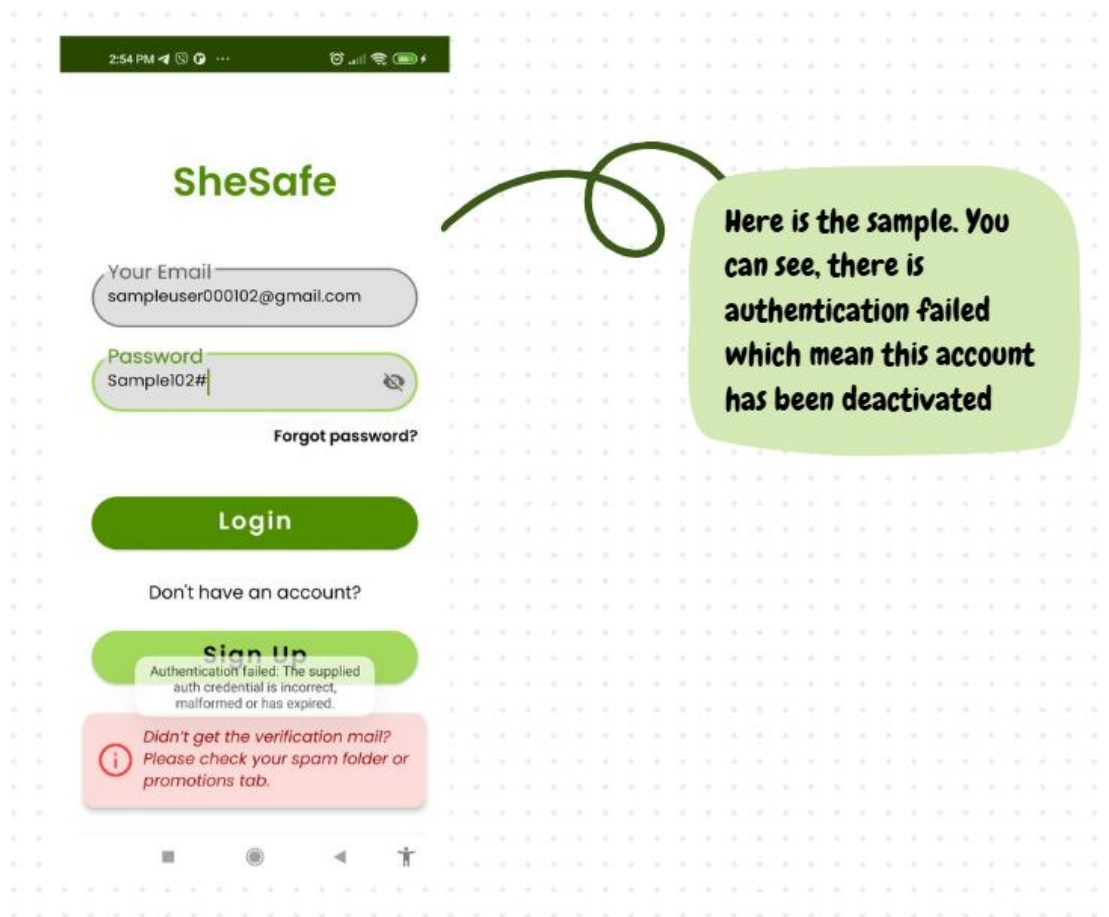 2:54 PM
SheSafe
Your Email
sampleuser000102@gmail.com
Password
Sample102#
Forgot password?
Login
Don't have an account?
Sign Up
Authentication failed: The supplied
auth credential is incorrect,
malformed or has expired.
Didn't get the verification mail?
Please check your spam folder or
promotions tab.
Here is the sample. You
can see, there is
authentication failed
which mean this account
has been deactivated